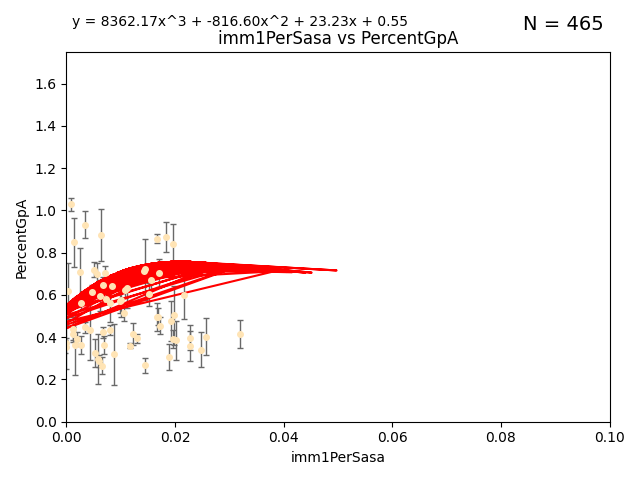 y = 8362.17x^3 + -816.60x^2 + 23.23x + 0.55
N = 465
imm1PerSasa vs PercentGpA
PercentGpA
1.6
1.4
1.2
1.0
0.8
0.6
0.4
0.2
0.0
0.00 0.02 0.04 0.06 0.08 0.10
imm1PerSasa